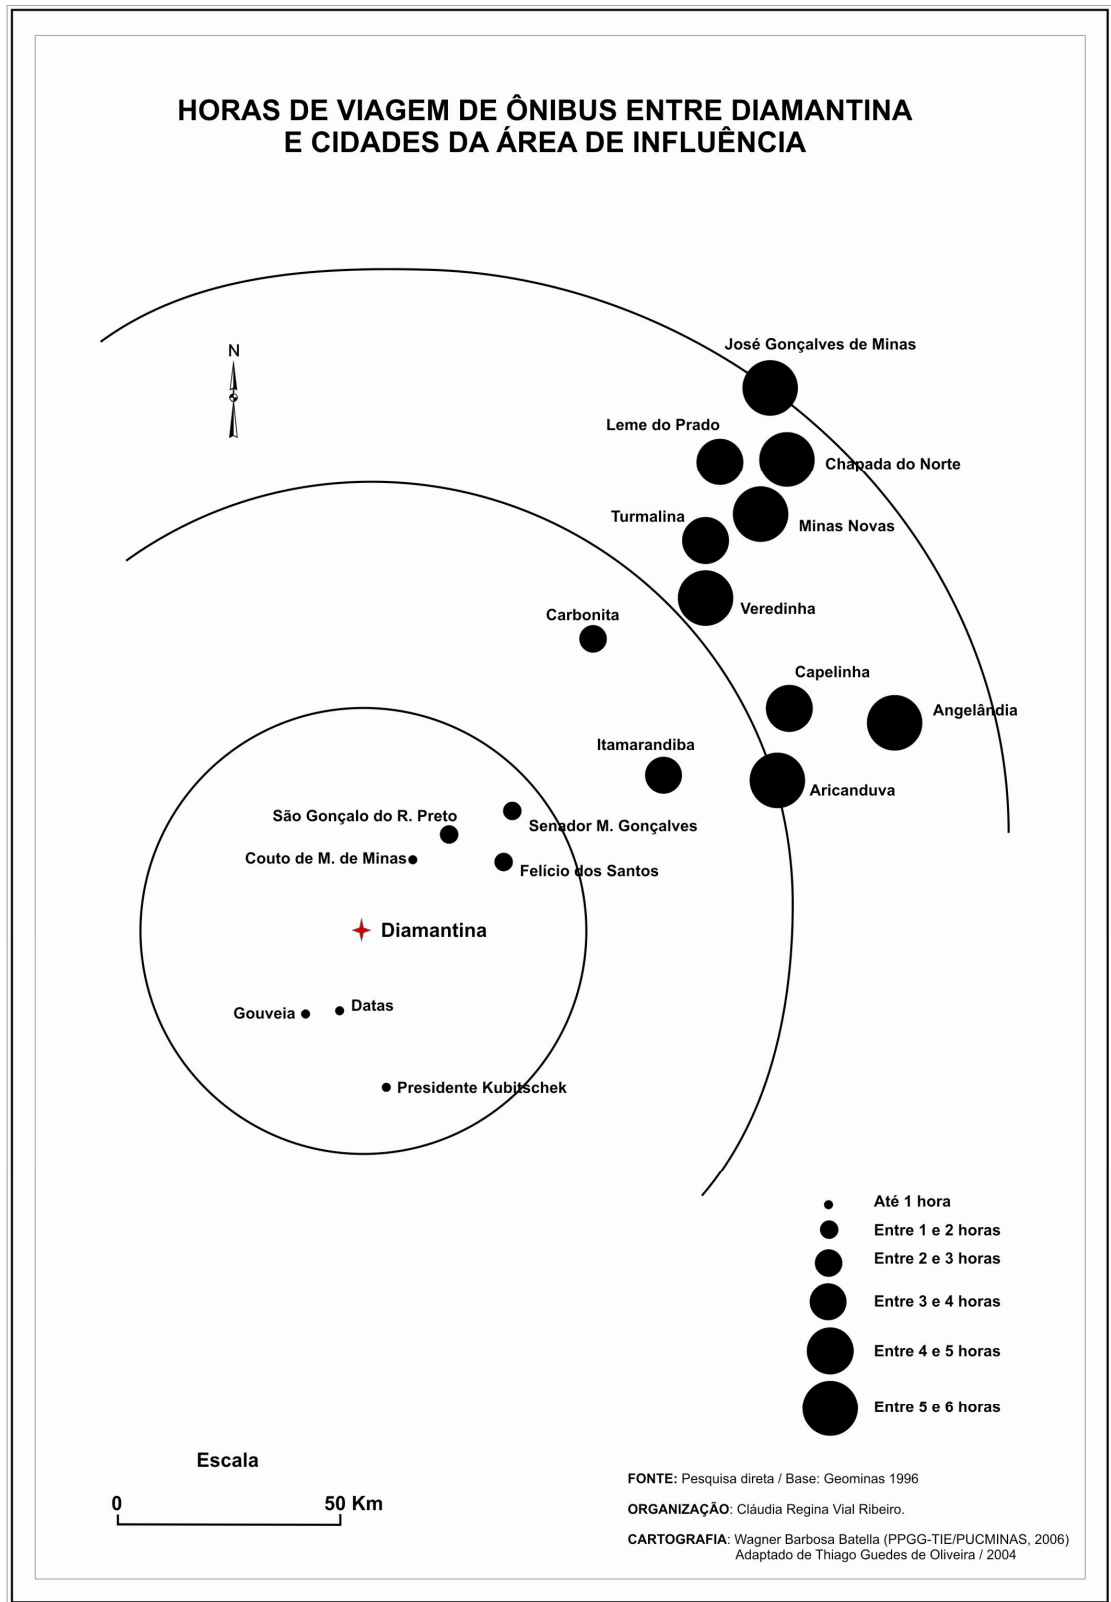 HORAS DE VIAGEM DE ÔNIBUS ENTRE DIAMANTINA
E CIDADES DA ÁREA DE INFLUÊNCIA
José Gonçalves de Minas
N
Leme do Prado
Chapada do Norte
Turmalina
Minas Novas
Veredinha
Carbonita
Capelinha
Angelândia
Itamarandiba
Aricanduva
São Gonçalo do R. Preto
Senador M. Gonçalves
Couto de M. de Minas
Felício dos Santos
Diamantina
Datas
Gouveia
Presidente Kubitschek
Até 1 hora
Entre 1 e 2 horas
Entre 2 e 3 horas
Entre 3 e 4 horas
Entre 4 e 5 horas
Entre 5 e 6 horas
Escala
0 50 Km
FONTE: Pesquisa direta / Base: Geominas 1996
ORGANIZAÇÃO: Cláudia Regina Vial Ribeiro.
CARTOGRAFIA: Wagner Barbosa Batella (PPGG-TIE/PUCMINAS, 2006)
Adaptado de Thiago Guedes de Oliveira / 2004